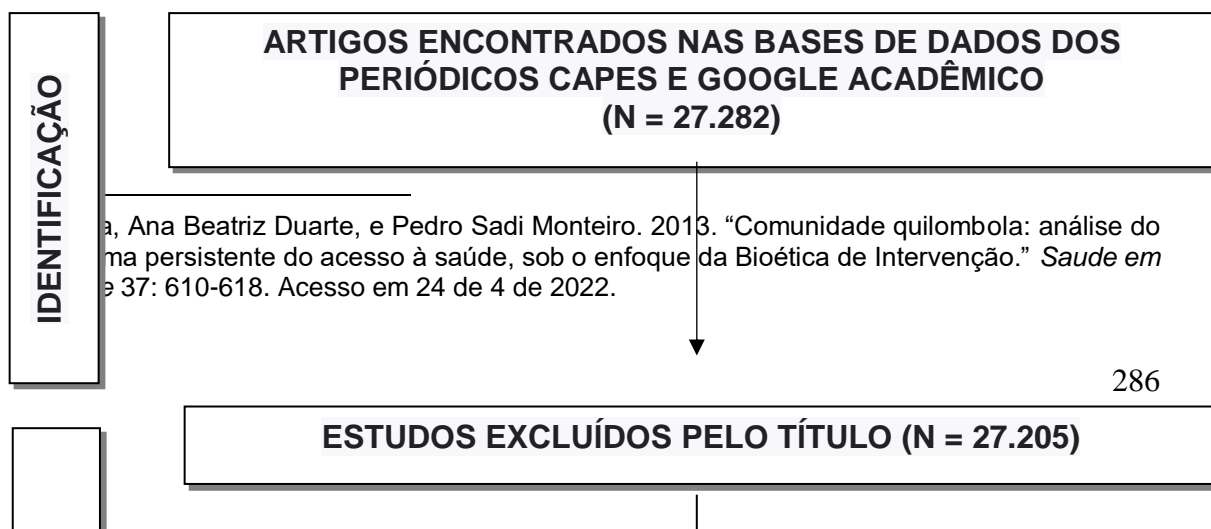 IDENTIFICAÇÃO
ARTIGOS ENCONTRADOS NAS BASES DE DADOS DOS
PERIÓDICOS CAPES E GOOGLE ACADÊMICO
(N = 27.282)
Ana Beatriz Duarte, e Pedro Sadi Monteiro. 2013. “Comunidade quilombola: análise do
persistente do acesso à saúde, sob o enfoque da Bioética de Intervenção.” Saude em
37: 610-618. Acesso em 24 de 4 de 2022.
286
ESTUDOS EXCLUÍDOS PELO TÍTULO (N = 27.205)